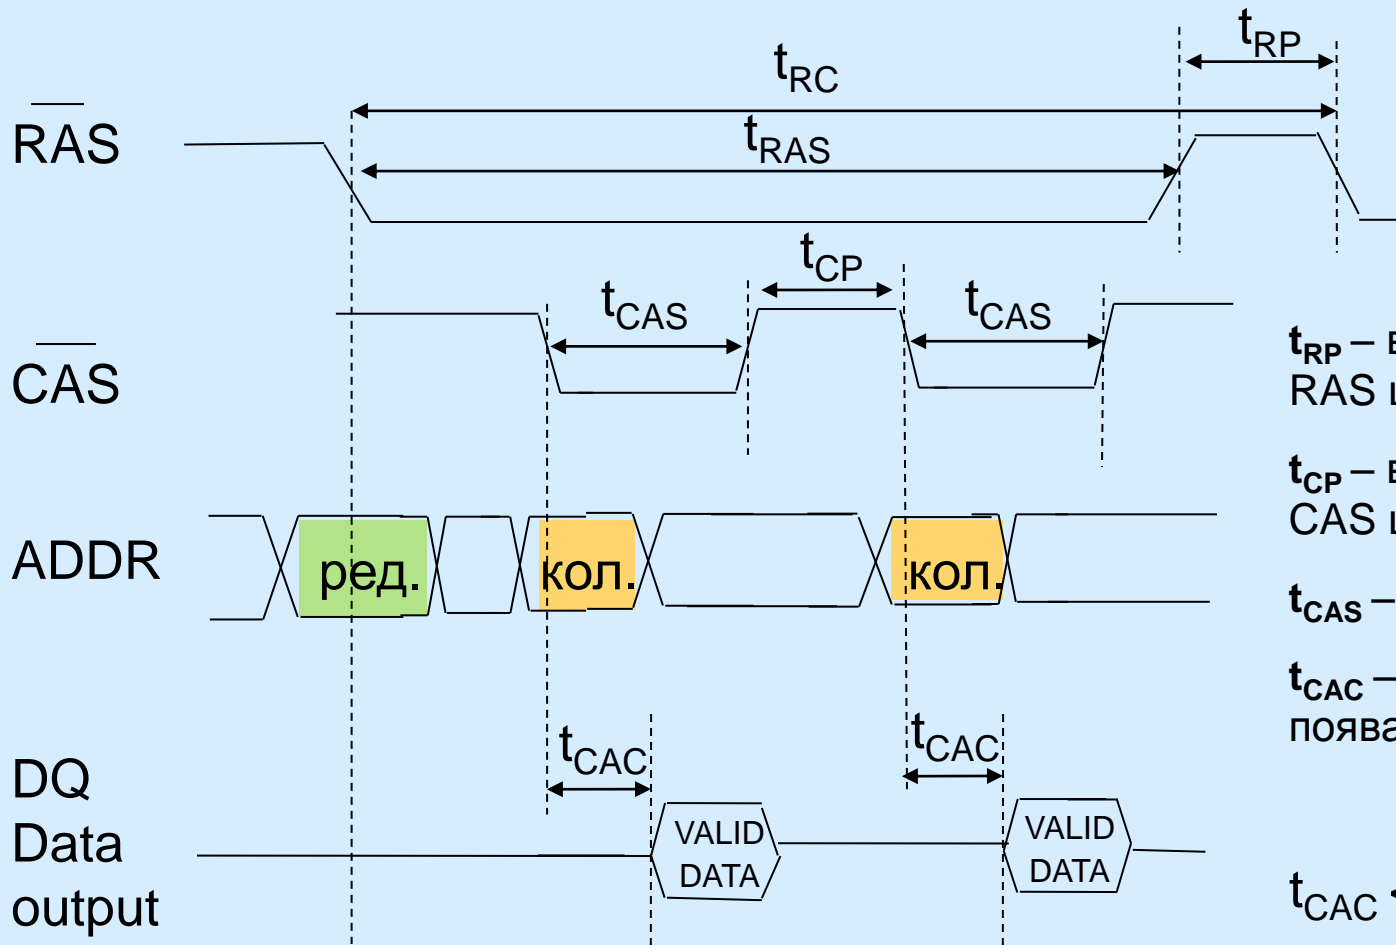 tRP
tRC
RAS
tRAS
tCP
tCAS
tCAS
CAS
tRP –
RAS
tCP –
CAS
ADDR
ред.
кол.
кол.
tCAS –
tCAC –
поява
tCAC
tCAC
DQ
Data
output
VALID
DATA
VALID
DATA
tCAC <